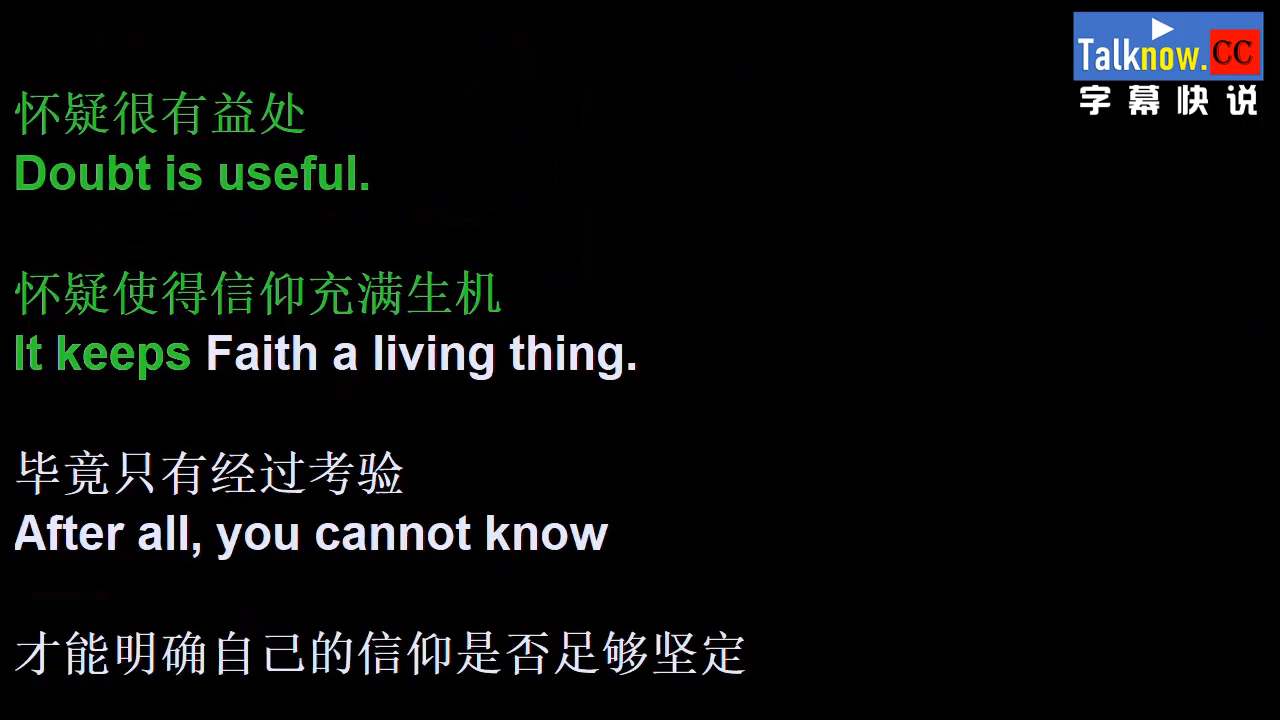 Talknow.CC
字幕快说
怀疑很有益处
Doubt is useful.
怀疑使得信仰充满生机
It keeps Faith a living thing.
毕竟只有经过考验
After all, you cannot know
才能明确自己的信仰是否足够坚定